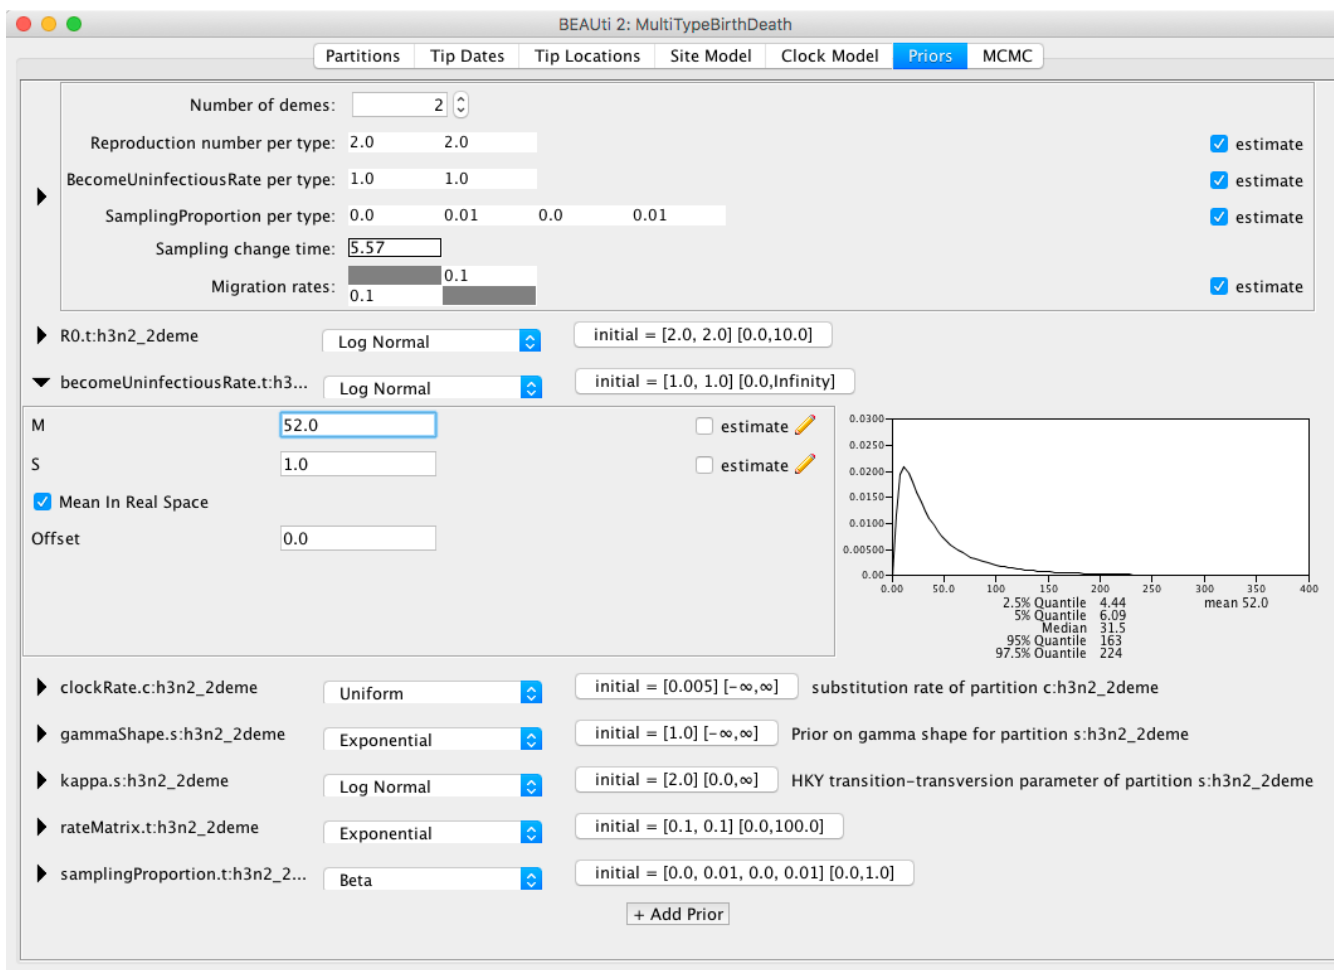 BEAUti 2: MultiTypeBirthDeath
Partitions Tip Dates Tip Locations Site Model Clock Model Priors MCMC
Number of demes: 2
Reproduction number per type: 2.0 2.0 estimate
BecomeUninfectiousRate per type: 1.0 1.0 estimate
SamplingProportion per type: 0.0 0.01 0.0 0.01 estimate
Sampling change time: 5.57
0.1
Migration rates: estimate
0.1
R0.t:h3n2_2deme Log Normal initial = [2.0, 2.0] [0.0,10.0]
becomeUninfectiousRate.t:h3... Log Normal initial = [1.0, 1.0] [0.0,Infinity]
M 52.0 estimate
S 1.0 estimate
Mean In Real Space
Offset 0.0
0.0300
0.0250
0.0200
0.0150
0.0100
0.00500
0.00
0.00 50.0 100 150 200 250 300 350 400
2.5% Quantile 4.44 mean 52.0
5% Quantile 6.09
Median 31.5
95% Quantile 163
97.5% Quantile 224
clockRate.c:h3n2_2deme Uniform initial = [0.005] [-∞,∞] substitution rate of partition c:h3n2_2deme
gammaShape.s:h3n2_2deme Exponential initial = [1.0] [-∞,∞] Prior on gamma shape for partition s:h3n2_2deme
kappa.s:h3n2_2deme Log Normal initial = [2.0] [0.0,∞] HKY transition-transversion parameter of partition s:h3n2_2deme
rateMatrix.t:h3n2_2deme Exponential initial = [0.1, 0.1] [0.0,100.0]
samplingProportion.t:h3n2_2... Beta initial = [0.0, 0.01, 0.0, 0.01] [0.0,1.0]
+ Add Prior